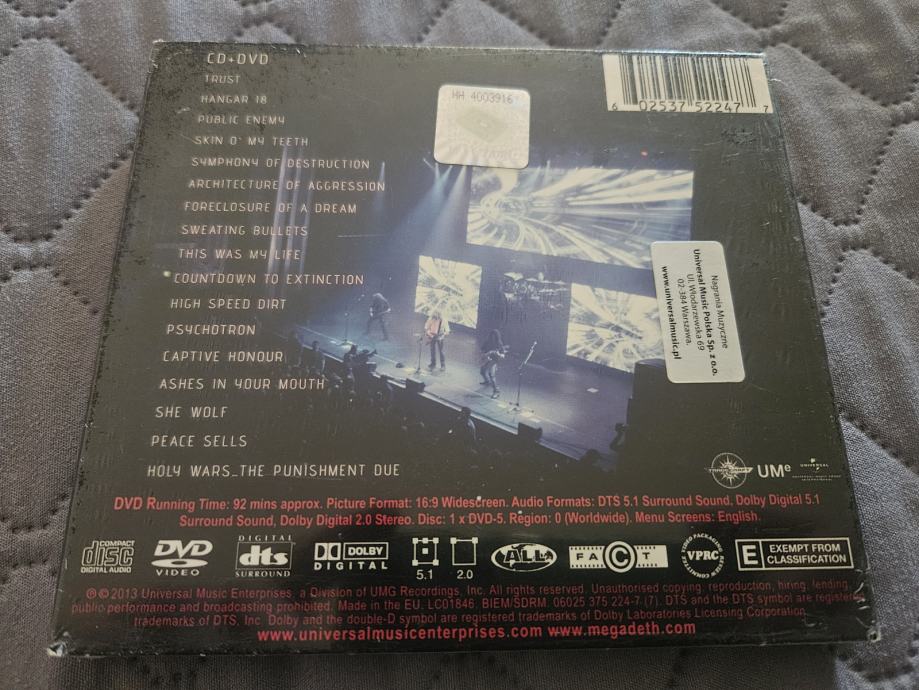 CD+DVD
TRUST
HANGAR 18
PUBLIC ENEMY
SKIN O' MY TEETH
SYMPHONY OF DESTRUCTION
ARCHITECTURE OF AGGRESSION
FORECLOSURE OF A DREAM
SWEATING BULLETS
THIS WAS MY LIFE
COUNTDOWN TO EXTINCTION
HIGH SPEED DIRT
PSYCHOTRON
CAPTIVE HONOUR
ASHES IN YOUR MOUTH
SHE WOLF
PEACE SELLS
HOLY WARS...THE PUNISHMENT DUE
HH 4003916
6 02537 52247 7
Nagrania Muzyczne
Universal Music Polska Sp. z o.o.
Ul. Włodarzewska 69
02-384 Warszawa.
www.universalmusic.pl
UMe
UNIVERSAL
DVD Running Time: 92 mins approx. Picture Format: 16:9 Widescreen. Audio Formats: DTS 5.1 Surround Sound. Dolby Digital 5.1
Surround Sound, Dolby Digital 2.0 Stereo. Disc: 1 x DVD-5. Region: 0 (Worldwide). Menu Screens: English.
COMPACT disc DIGITAL AUDIO
DVD VIDEO
DIGITAL dts SURROUND
DOLBY DIGITAL
5.1
2.0
ALL
FACT
VIDEO PACKAGING REVIEW COMMITTEE VPRC
E EXEMPT FROM CLASSIFICATION
℗© 2013 Universal Music Enterprises, a Division of UMG Recordings, Inc. All rights reserved. Unauthorised copying, reproduction, hiring, lending,
public performance and broadcasting prohibited. Made in the EU. LC01846. BIEM/SDRM. 06025 375 224-7 (7). DTS and the DTS symbol are registered
trademarks of DTS, Inc. Dolby and the double-D symbol are registered trademarks of Dolby Laboratories Licensing Corporation.
www.universalmusicenterprises.com www.megadeth.com